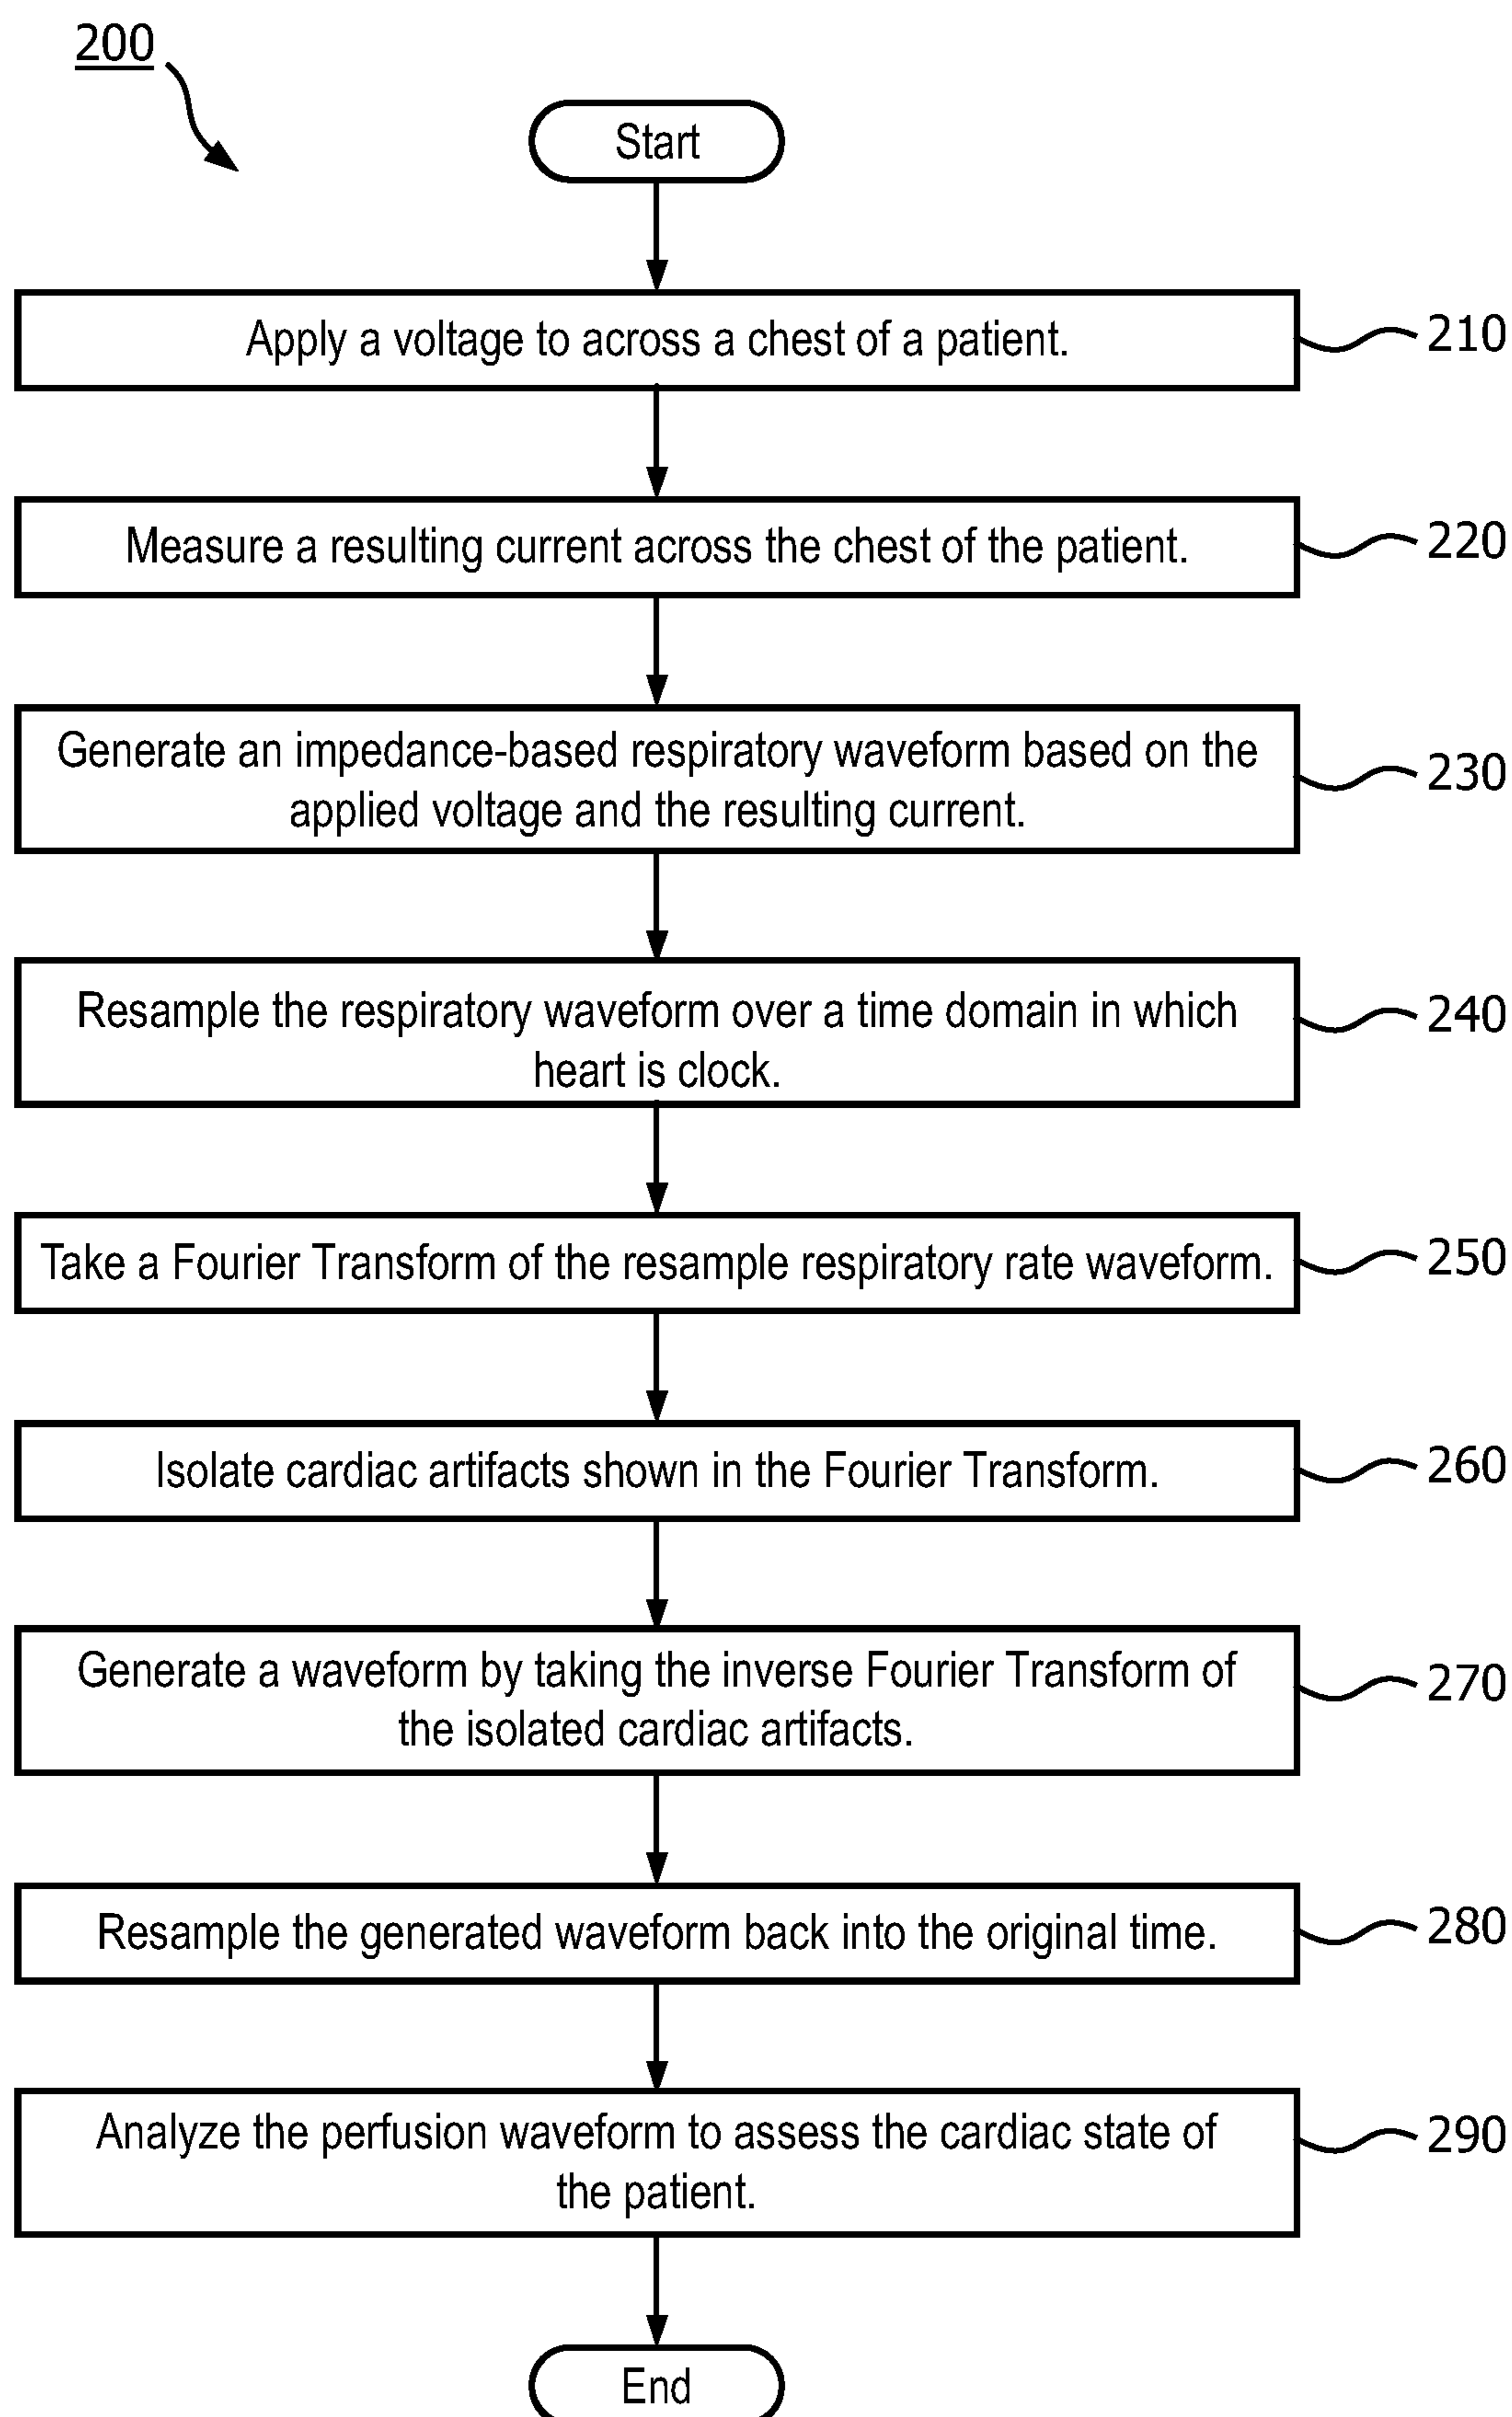 200
Start
Apply a voltage to across a chest of a patient.
210
Measure a resulting current across the chest of the patient.
220
Generate an impedance-based respiratory waveform based on the
applied voltage and the resulting current.
230
Resample the respiratory waveform over a time domain in which
heart is clock.
240
Take a Fourier Transform of the resample respiratory rate waveform.
250
Isolate cardiac artifacts shown in the Fourier Transform.
260
Generate a waveform by taking the inverse Fourier Transform of
the isolated cardiac artifacts.
270
Resample the generated waveform back into the original time.
280
Analyze the perfusion waveform to assess the cardiac state of
the patient.
290
End